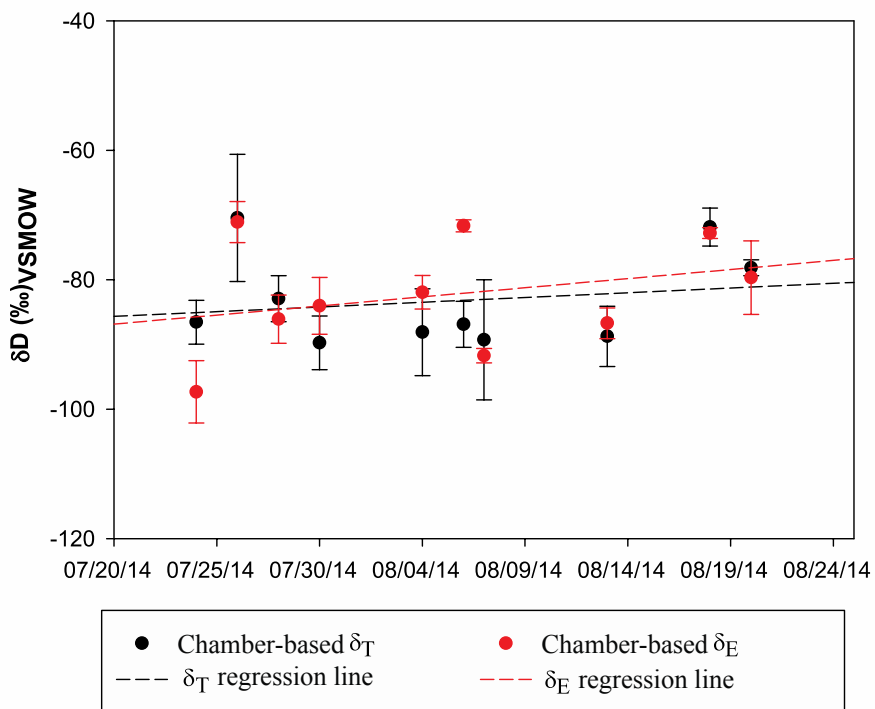 -40
-60
-80
-100
-120
δD (‰)VSMOW
07/20/14 07/25/14 07/30/14 08/04/14 08/09/14 08/14/14 08/19/14 08/24/14
Chamber-based δT Chamber-based δE
δT regression line δE regression line